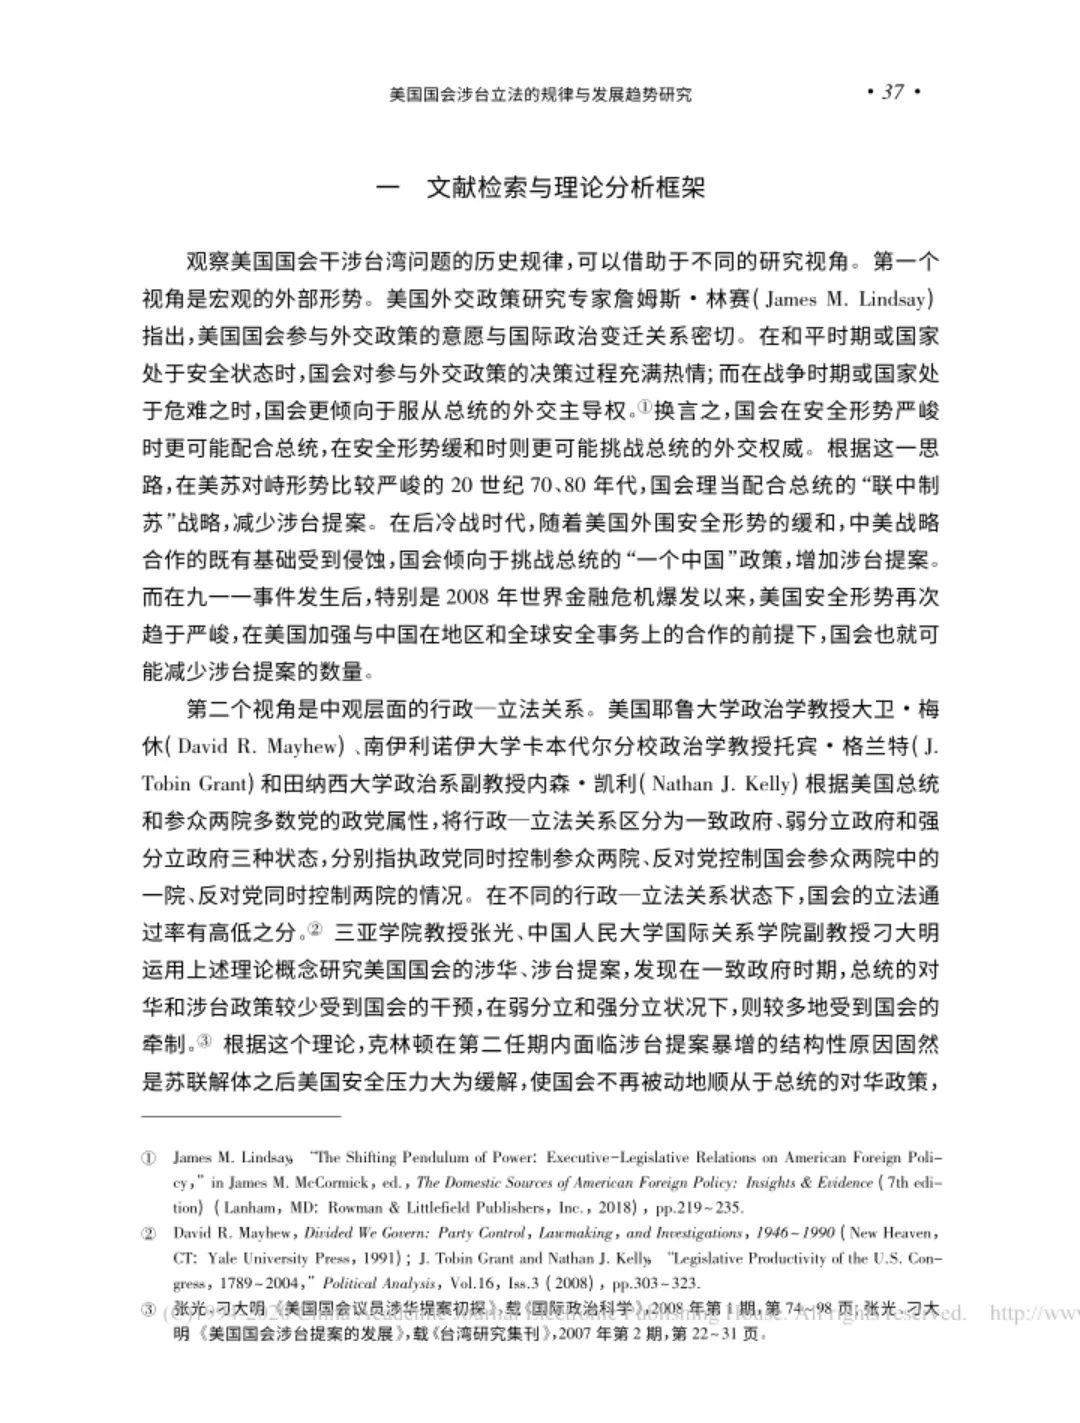 美国国会涉台立法的规律与发展趋势研究 • 37 •
一 文献检索与理论分析框架
观察美国国会干涉台湾问题的历史规律,可以借助于不同的研究视角。第一个
视角是宏观的外部形势。美国外交政策研究专家詹姆斯·林赛(James M. Lindsay)
指出,美国国会参与外交政策的意愿与国际政治变迁关系密切。在和平时期或国家
处于安全状态时,国会对参与外交政策的决策过程充满热情;而在战争时期或国家处
于危难之时,国会更倾向于服从总统的外交主导权。①换言之,国会在安全形势严峻
时更可能配合总统,在安全形势缓和时则更可能挑战总统的外交权威。根据这一思
路,在美苏对峙形势比较严峻的 20 世纪 70、80 年代,国会理当配合总统的“联中制
苏”战略,减少涉台提案。在后冷战时代,随着美国外围安全形势的缓和,中美战略
合作的既有基础受到侵蚀,国会倾向于挑战总统的“一个中国”政策,增加涉台提案。
而在九一一事件发生后,特别是 2008 年世界金融危机爆发以来,美国安全形势再次
趋于严峻,在美国加强与中国在地区和全球安全事务上的合作的前提下,国会也就可
能减少涉台提案的数量。
第二个视角是中观层面的行政—立法关系。美国耶鲁大学政治学教授大卫·梅
休(David R. Mayhew)、南伊利诺伊大学卡本代尔分校政治学教授托宾·格兰特(J.
Tobin Grant)和田纳西大学政治系副教授内森·凯利(Nathan J. Kelly)根据美国总统
和参众两院多数党的政党属性,将行政—立法关系区分为一致政府、弱分立政府和强
分立政府三种状态,分别指执政党同时控制参众两院、反对党控制国会参众两院中的
一院、反对党同时控制两院的情况。在不同的行政—立法关系状态下,国会的立法通
过率有高低之分。② 三亚学院教授张光、中国人民大学国际关系学院副教授刁大明
运用上述理论概念研究美国国会的涉华、涉台提案,发现在一致政府时期,总统的对
华和涉台政策较少受到国会的干预,在弱分立和强分立状况下,则较多地受到国会的
牵制。③ 根据这个理论,克林顿在第二任期内面临涉台提案暴增的结构性原因固然
是苏联解体之后美国安全压力大为缓解,使国会不再被动地顺从于总统的对华政策,
① James M. Lindsay, “The Shifting Pendulum of Power: Executive-Legislative Relations on American Foreign Poli-
cy,” in James M. McCormick, ed., The Domestic Sources of American Foreign Policy: Insights & Evidence (7th edi-
tion) (Lanham, MD: Rowman & Littlefield Publishers, Inc., 2018), pp.219~235.
② David R. Mayhew, Divided We Govern: Party Control, Lawmaking, and Investigations, 1946~1990 (New Heaven,
CT: Yale University Press, 1991); J. Tobin Grant and Nathan J. Kelly, “Legislative Productivity of the U.S. Con-
gress, 1789~2004,” Political Analysis, Vol.16, Iss.3 (2008), pp.303~323.
③ 张光、刁大明《美国国会议员涉华提案初探》,载《国际政治科学》,2008 年第 1 期,第 74~98 页;张光、刁大
明《美国国会涉台提案的发展》,载《台湾研究集刊》,2007 年第 2 期,第 22~31 页。
(C)1994-2020 China Academic Journal Electronic Publishing House. All rights reserved. http://ww